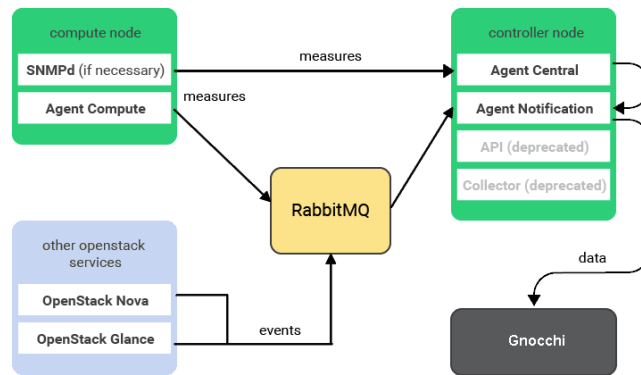 compute node
SNMPd (if necessary)
Agent Compute
measures
measures
controller node
Agent Central
Agent Notification
API (deprecated)
Collector (deprecated)
RabbitMQ
other openstack
services
OpenStack Nova
OpenStack Glance
events
data
Gnocchi